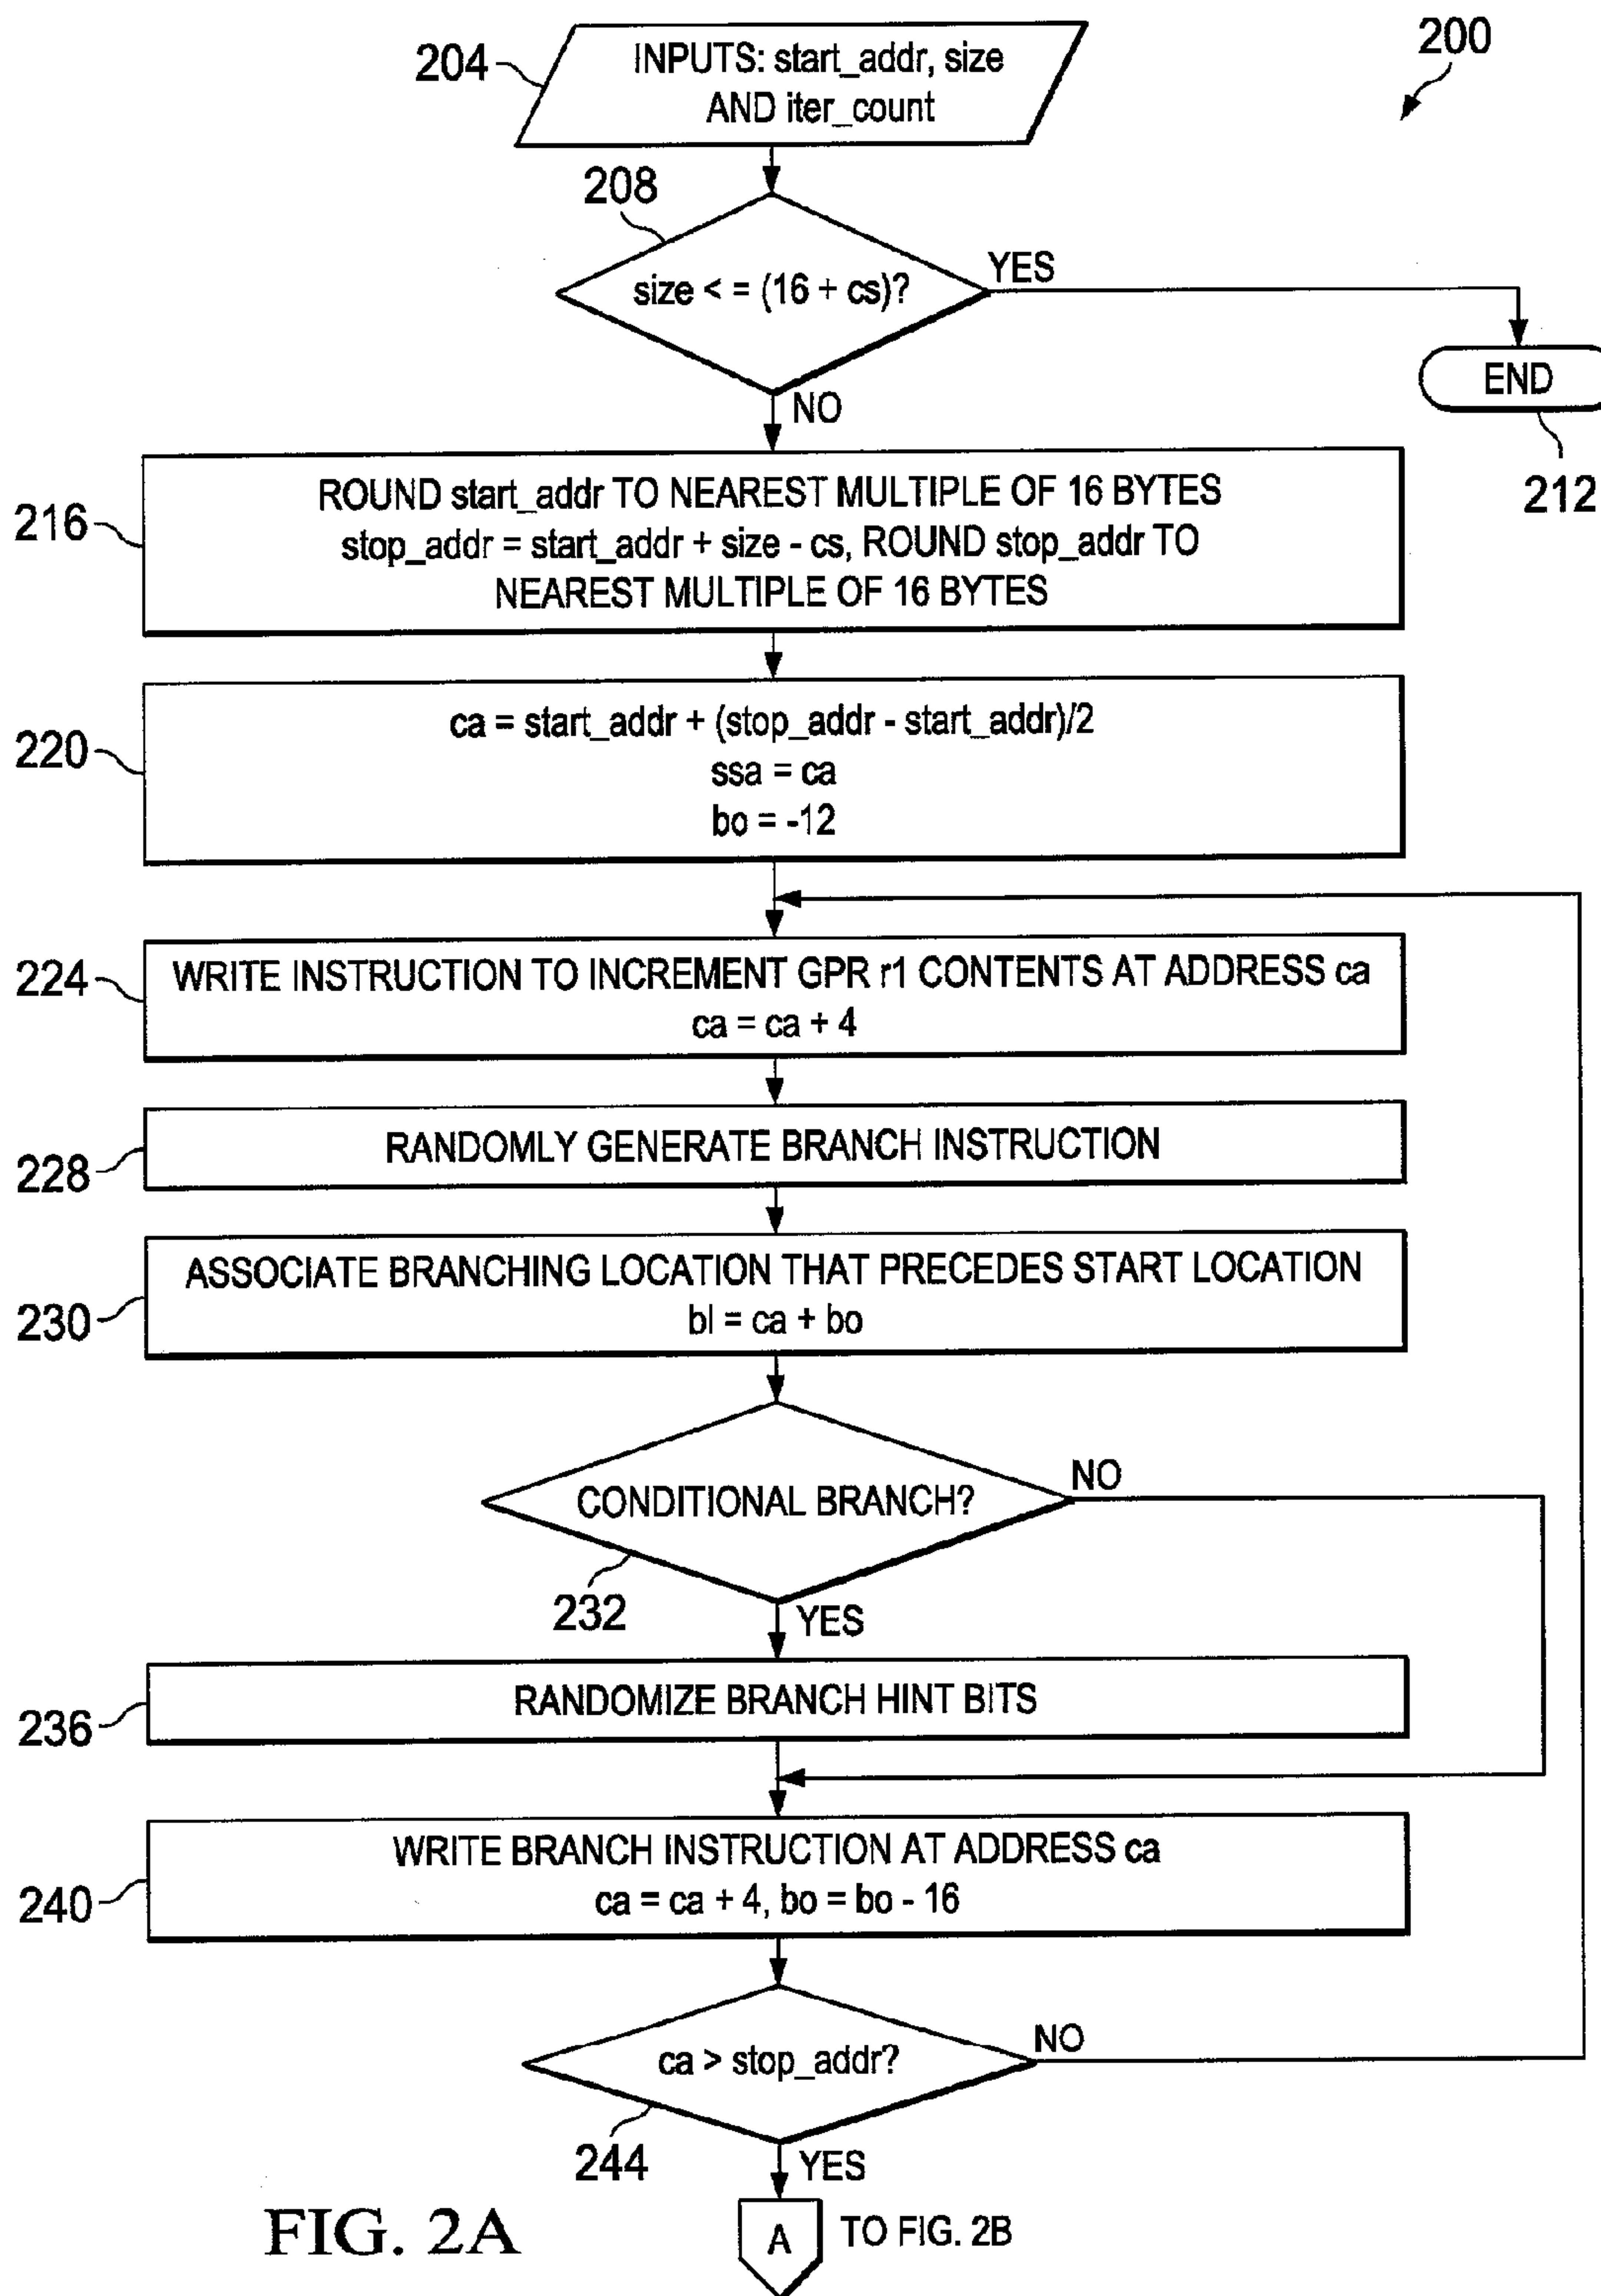 200
204
INPUTS: start_addr, size
AND iter_count
208
size < = (16 + cs)?
YES
END
212
NO
216
ROUND start_addr TO NEAREST MULTIPLE OF 16 BYTES
stop_addr = start_addr + size - cs, ROUND stop_addr TO
NEAREST MULTIPLE OF 16 BYTES
220
ca = start_addr + (stop_addr - start_addr)/2
ssa = ca
bo = -12
224
WRITE INSTRUCTION TO INCREMENT GPR r1 CONTENTS AT ADDRESS ca
ca = ca + 4
228
RANDOMLY GENERATE BRANCH INSTRUCTION
230
ASSOCIATE BRANCHING LOCATION THAT PRECEDES START LOCATION
bl = ca + bo
CONDITIONAL BRANCH?
NO
232
YES
236
RANDOMIZE BRANCH HINT BITS
240
WRITE BRANCH INSTRUCTION AT ADDRESS ca
ca = ca + 4, bo = bo - 16
ca > stop_addr?
NO
244
YES
A
TO FIG. 2B
FIG. 2A